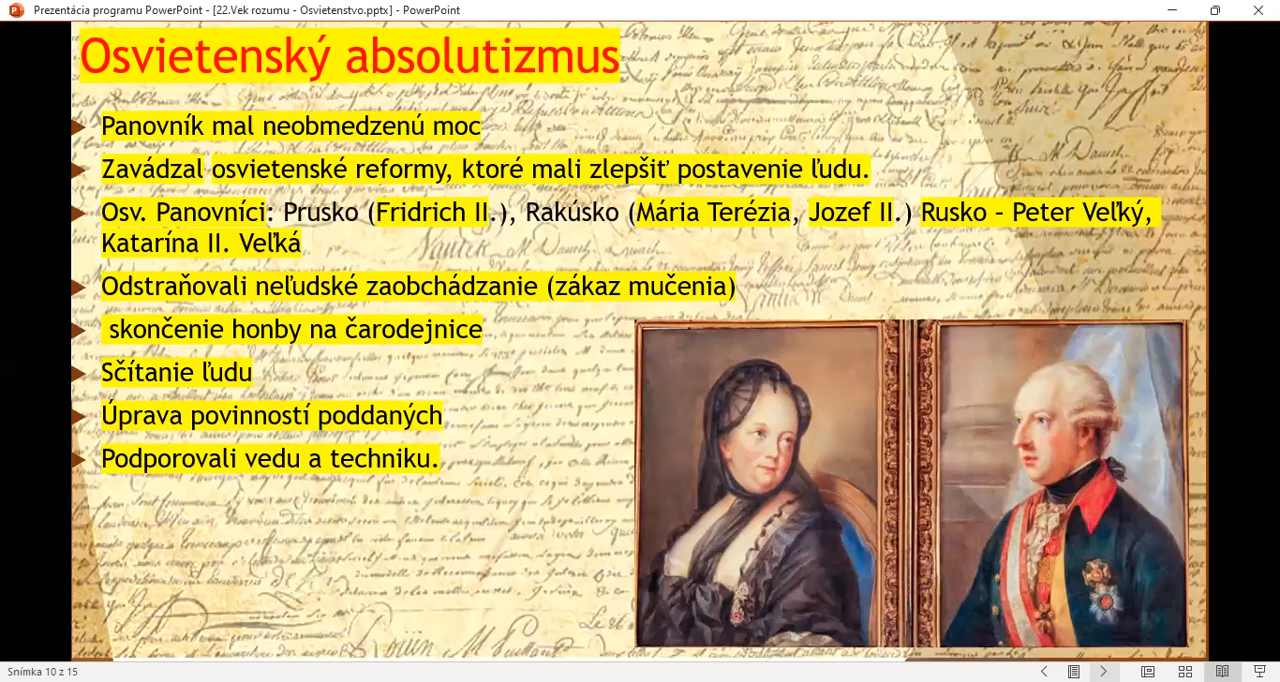 Prezentácia programu PowerPoint - [22.Vek rozumu - Osvietenstvo.pptx] - PowerPoint
Osvietenský absolutizmus
Panovník mal neobmedzenú moc
Zavádzal osvietenské reformy, ktoré mali zlepšiť postavenie ľudu.
Osv. Panovníci: Prusko (Fridrich II.), Rakúsko (Mária Terézia, Jozef II.) Rusko – Peter Veľký,
Katarína II. Veľká
Odstraňovali neľudské zaobchádzanie (zákaz mučenia)
skončenie honby na čarodejnice
Sčítanie ľudu
Úprava povinností poddaných
Podporovali vedu a techniku.
Snímka 10 z 15